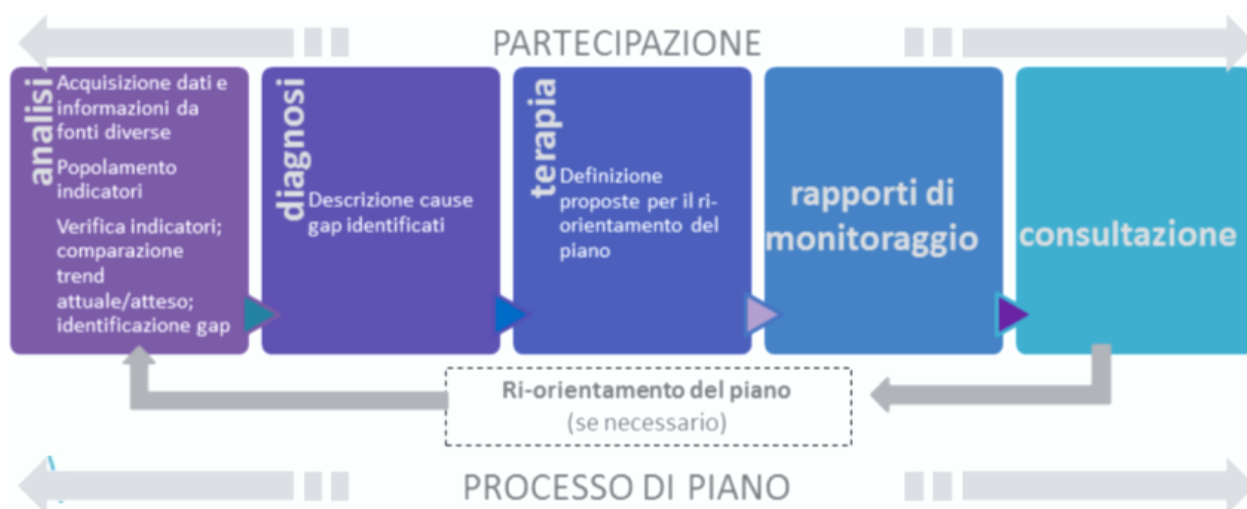 PARTECIPAZIONE
analisi
Acquisizione dati e
informazioni da
fonti diverse
Popolamento
indicatori
Verifica indicatori;
comparazione
trend
attuale/atteso;
identificazione gap
diagnosi
Descrizione cause
gap identificati
terapia
Definizione
proposte per il ri-
orientamento del
piano
rapporti di
monitoraggio
consultazione
Ri-orientamento del piano
(se necessario)
PROCESSO DI PIANO